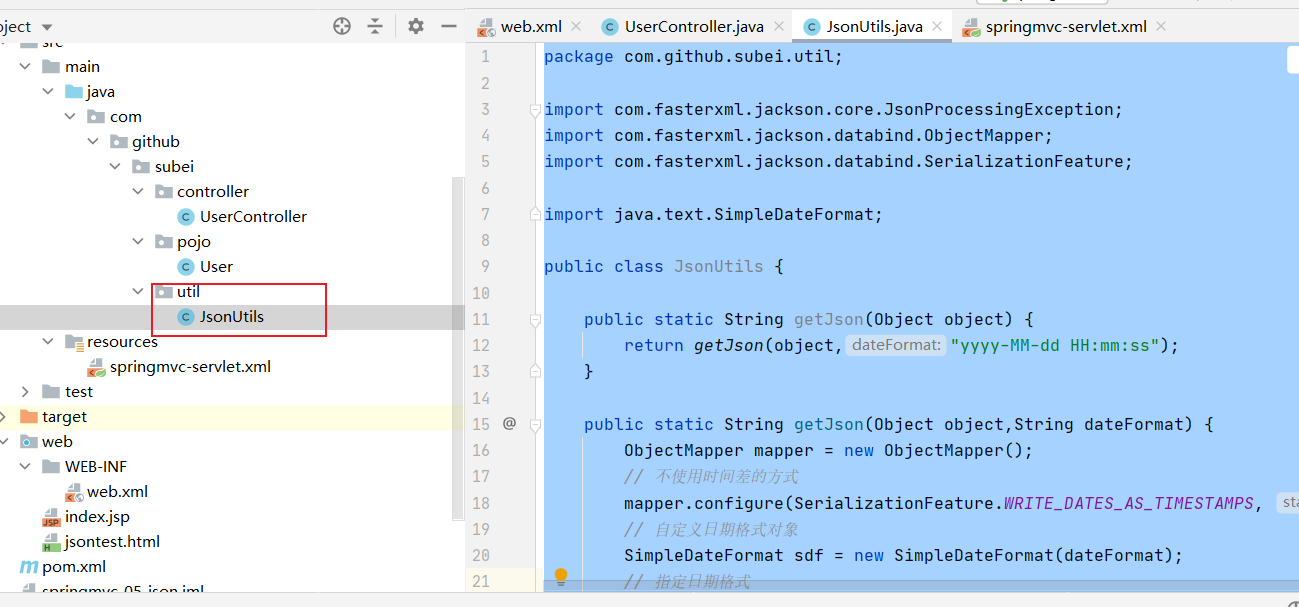 oject
src
main
java
com
github
subei
controller
UserController
pojo
User
util
JsonUtils
resources
springmvc-servlet.xml
test
target
web
WEB-INF
web.xml
index.jsp
jsontest.html
pom.xml
springmvc-05-json.iml
web.xml UserController.java JsonUtils.java springmvc-servlet.xml
1 package com.github.subei.util;
2
3 import com.fasterxml.jackson.core.JsonProcessingException;
4 import com.fasterxml.jackson.databind.ObjectMapper;
5 import com.fasterxml.jackson.databind.SerializationFeature;
6
7 import java.text.SimpleDateFormat;
8
9 public class JsonUtils {
10
11 public static String getJson(Object object) {
12 return getJson(object, dateFormat: "yyyy-MM-dd HH:mm:ss");
13 }
14
15 @ public static String getJson(Object object,String dateFormat) {
16 ObjectMapper mapper = new ObjectMapper();
17 // 不使用时间差的方式
18 mapper.configure(SerializationFeature.WRITE_DATES_AS_TIMESTAMPS, sta
19 // 自定义日期格式对象
20 SimpleDateFormat sdf = new SimpleDateFormat(dateFormat);
21 // 指定日期格式